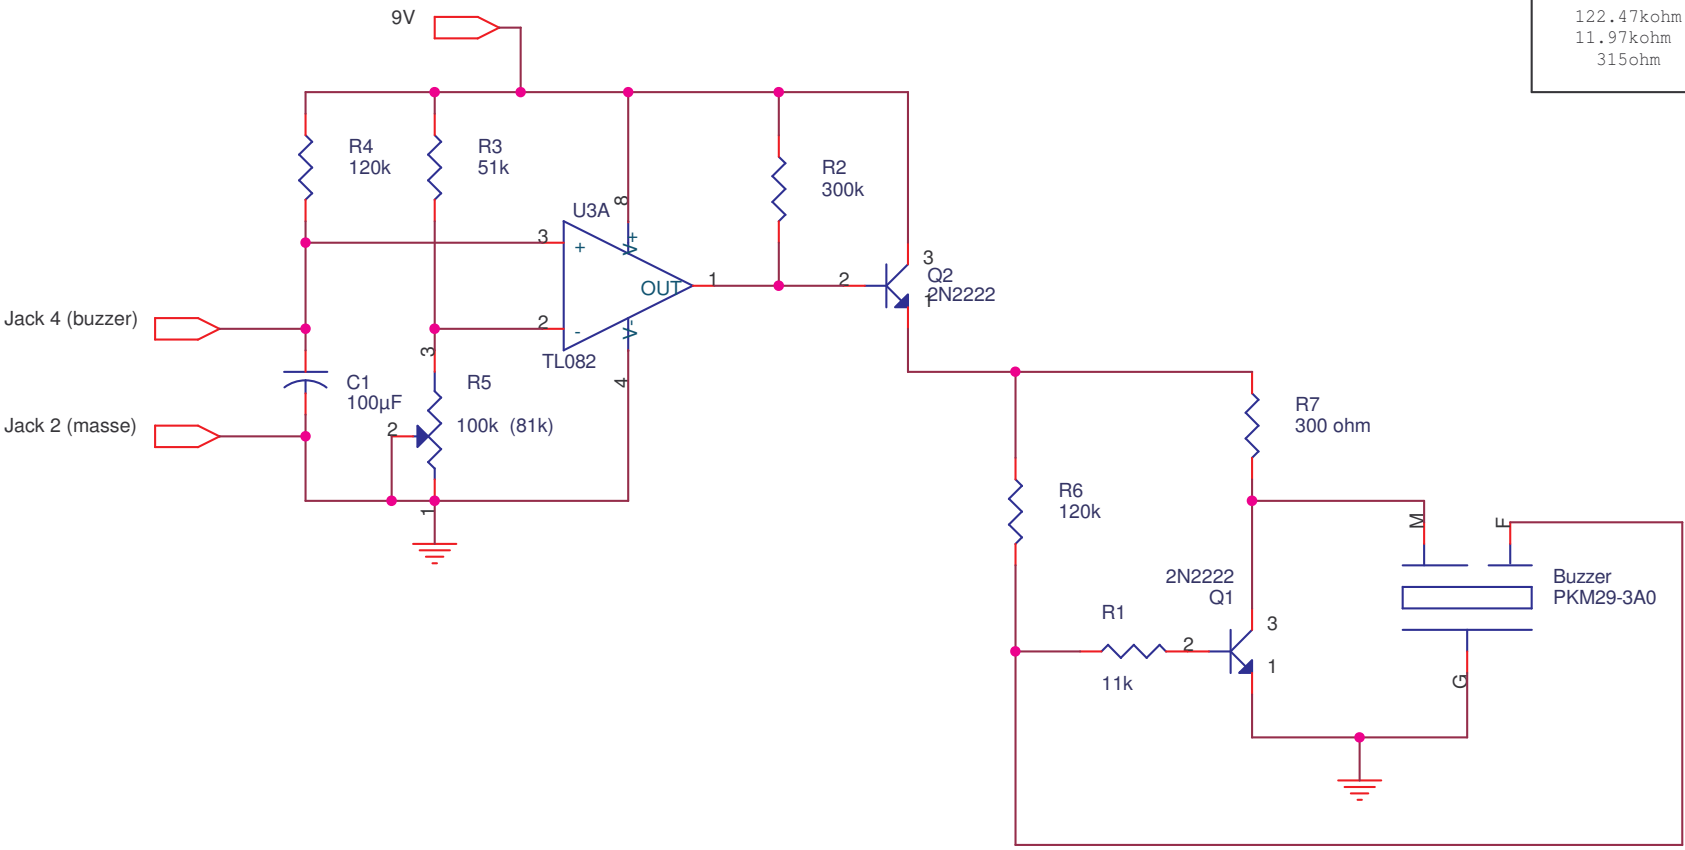 9V
122.47kohm
11.97kohm
315ohm
R4
120k
R3
51k
R2
300k
U3A
8
V+
3
+
OUT
1
2
3
Q2
1
2N2222
Jack 4 (buzzer)
2
-
V-
TL082
4
3
C1
100µF
R5
100k (81k)
Jack 2 (masse)
2
1
R7
300 ohm
R6
120k
M
F
2N2222
Q1
Buzzer
PKM29-3A0
R1
11k
2
3
1
G